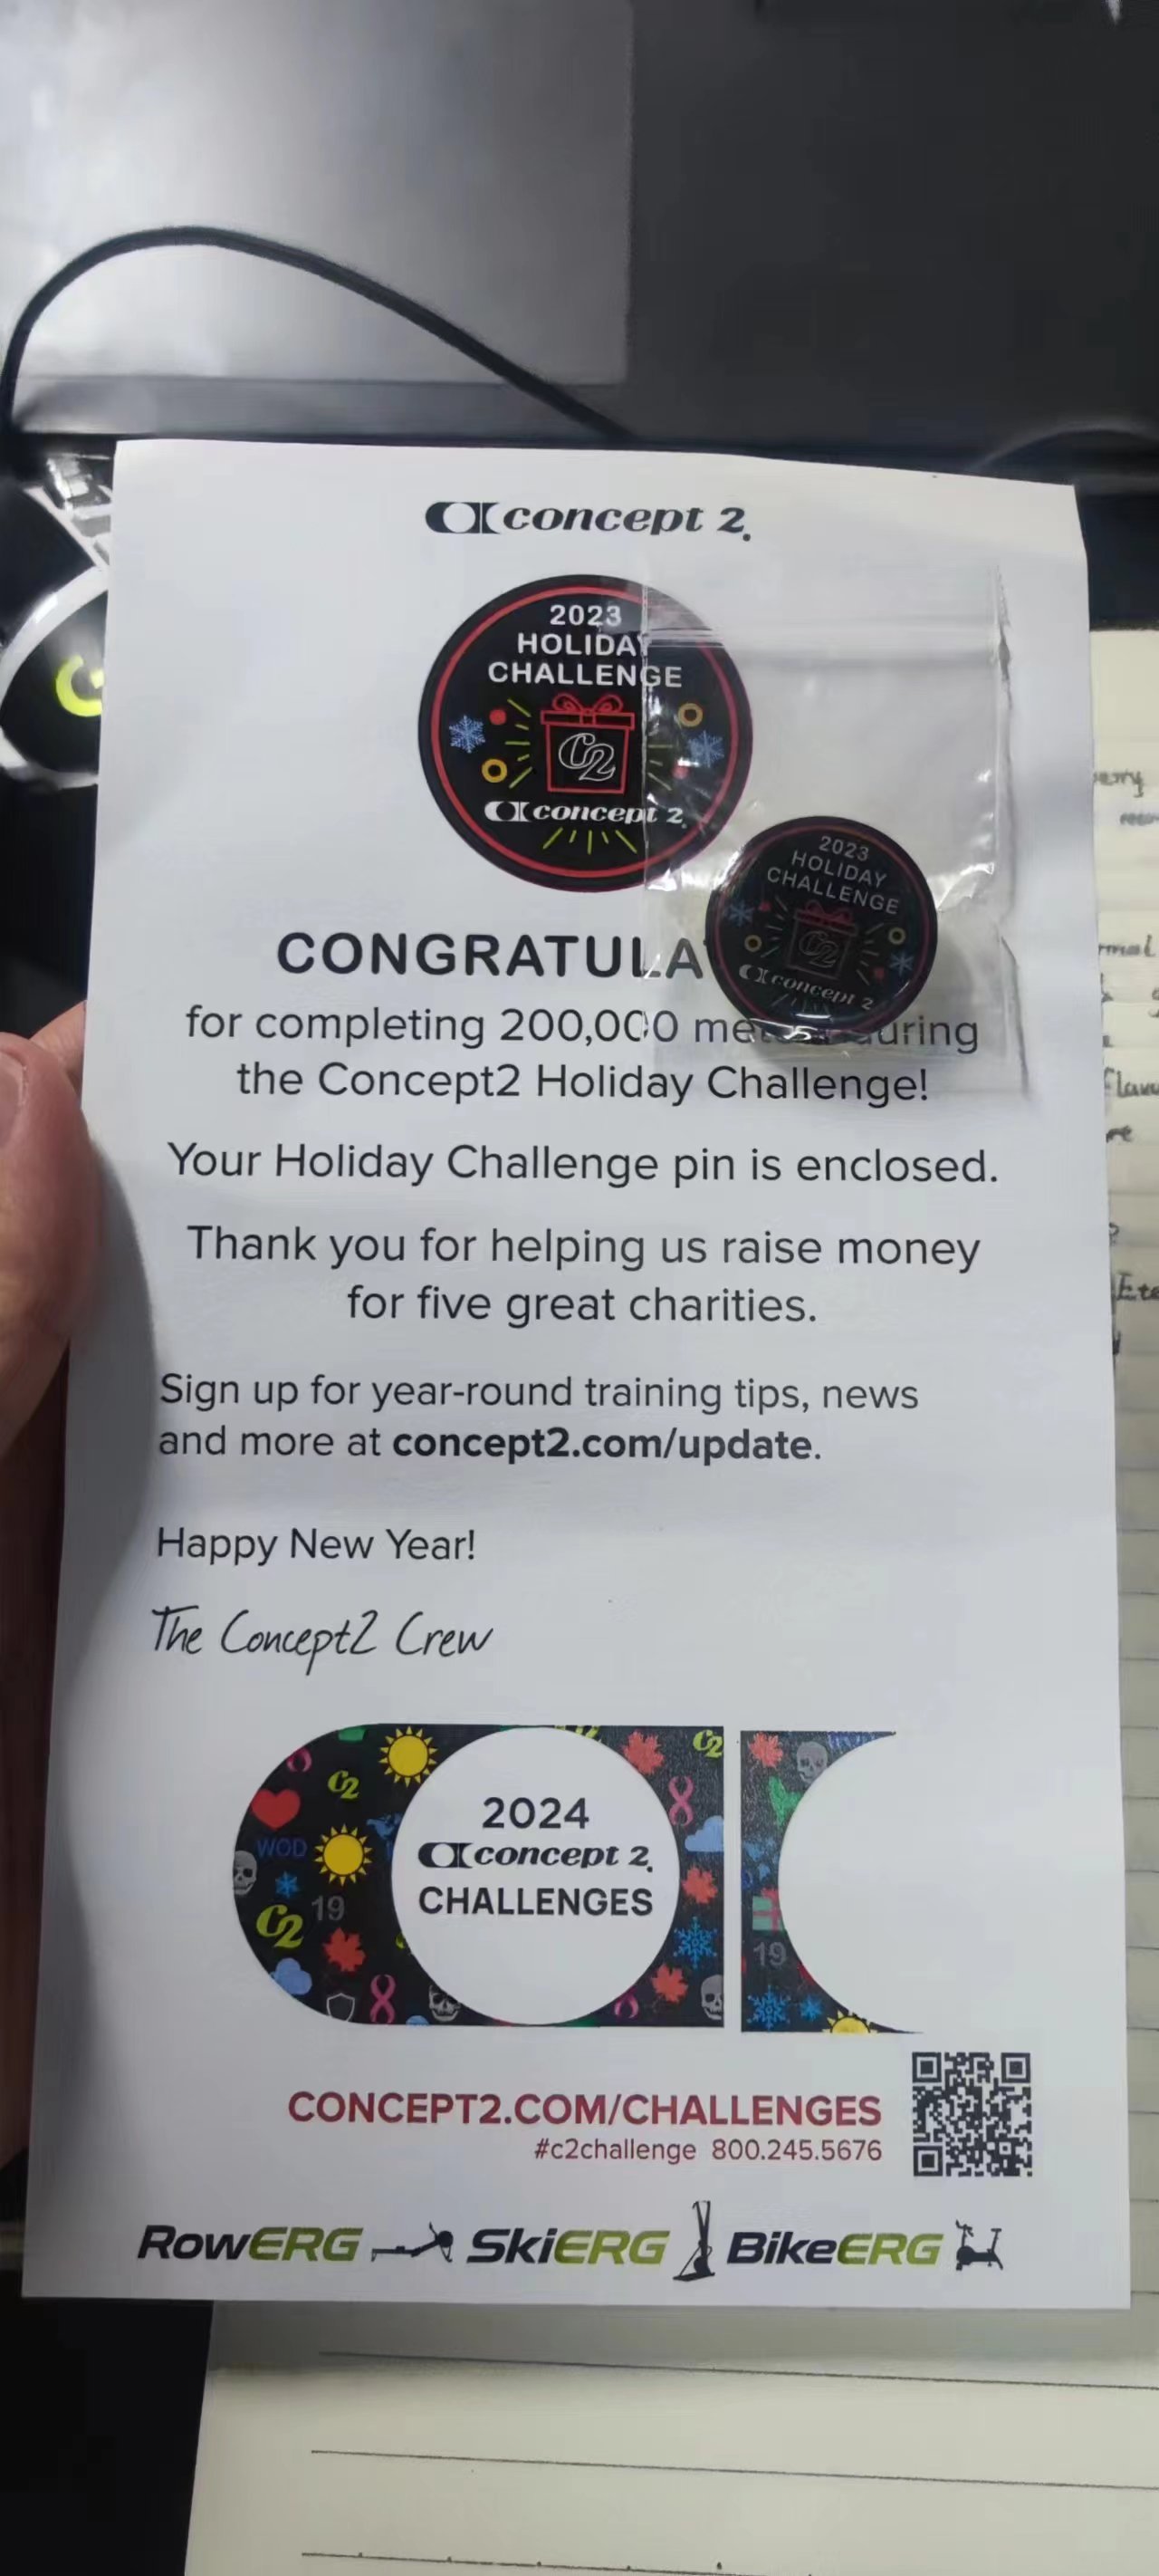 concept 2.
2023
HOLIDAY
CHALLENGE
C2
concept 2.
2023
HOLIDAY
CHALLENGE
C2
concept 2
CONGRATULA
for completing 200,000 me uring
the Concept2 Holiday Challenge!
Your Holiday Challenge pin is enclosed.
Thank you for helping us raise money
for five great charities.
Sign up for year-round training tips, news
and more at concept2.com/update.
Happy New Year!
The Concept2 Crew
C2
C2
WOD
19
C2
2024
concept 2.
CHALLENGES
19
CONCEPT2.COM/CHALLENGES
#c2challenge 800.245.5676
RowERG SkiERG BikeERG